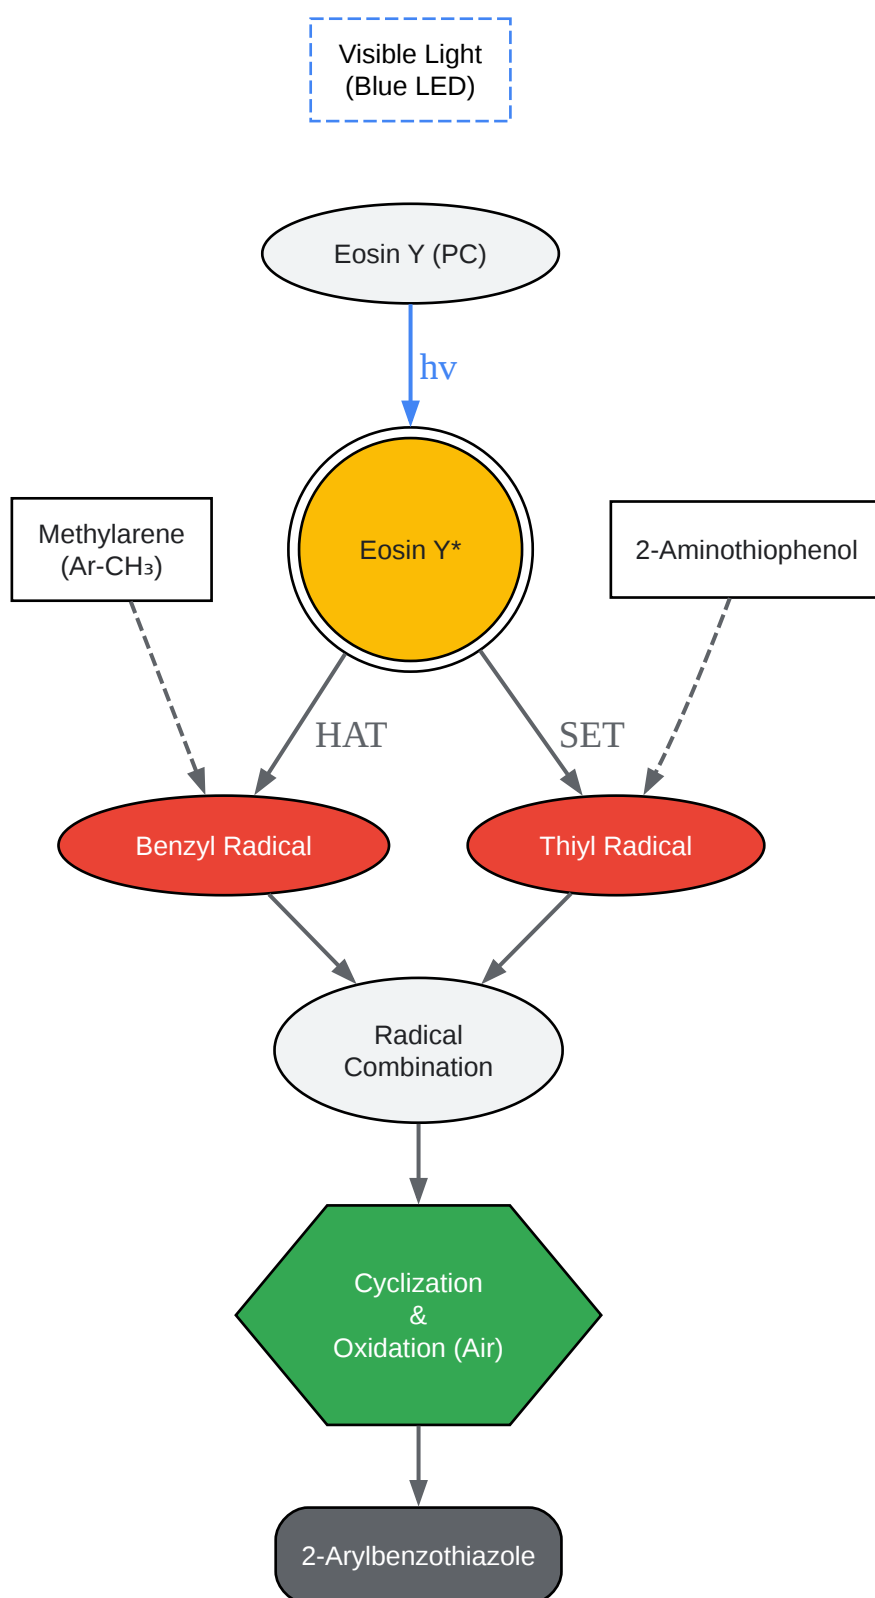 Visible Light
(Blue LED)
Eosin Y (PC)
hv
Methylarene
(Ar-CH₃)
Eosin Y*
2-Aminothiophenol
HAT
SET
Benzyl Radical
Thiyl Radical
Radical
Combination
Cyclization
&
Oxidation (Air)
2-Arylbenzothiazole